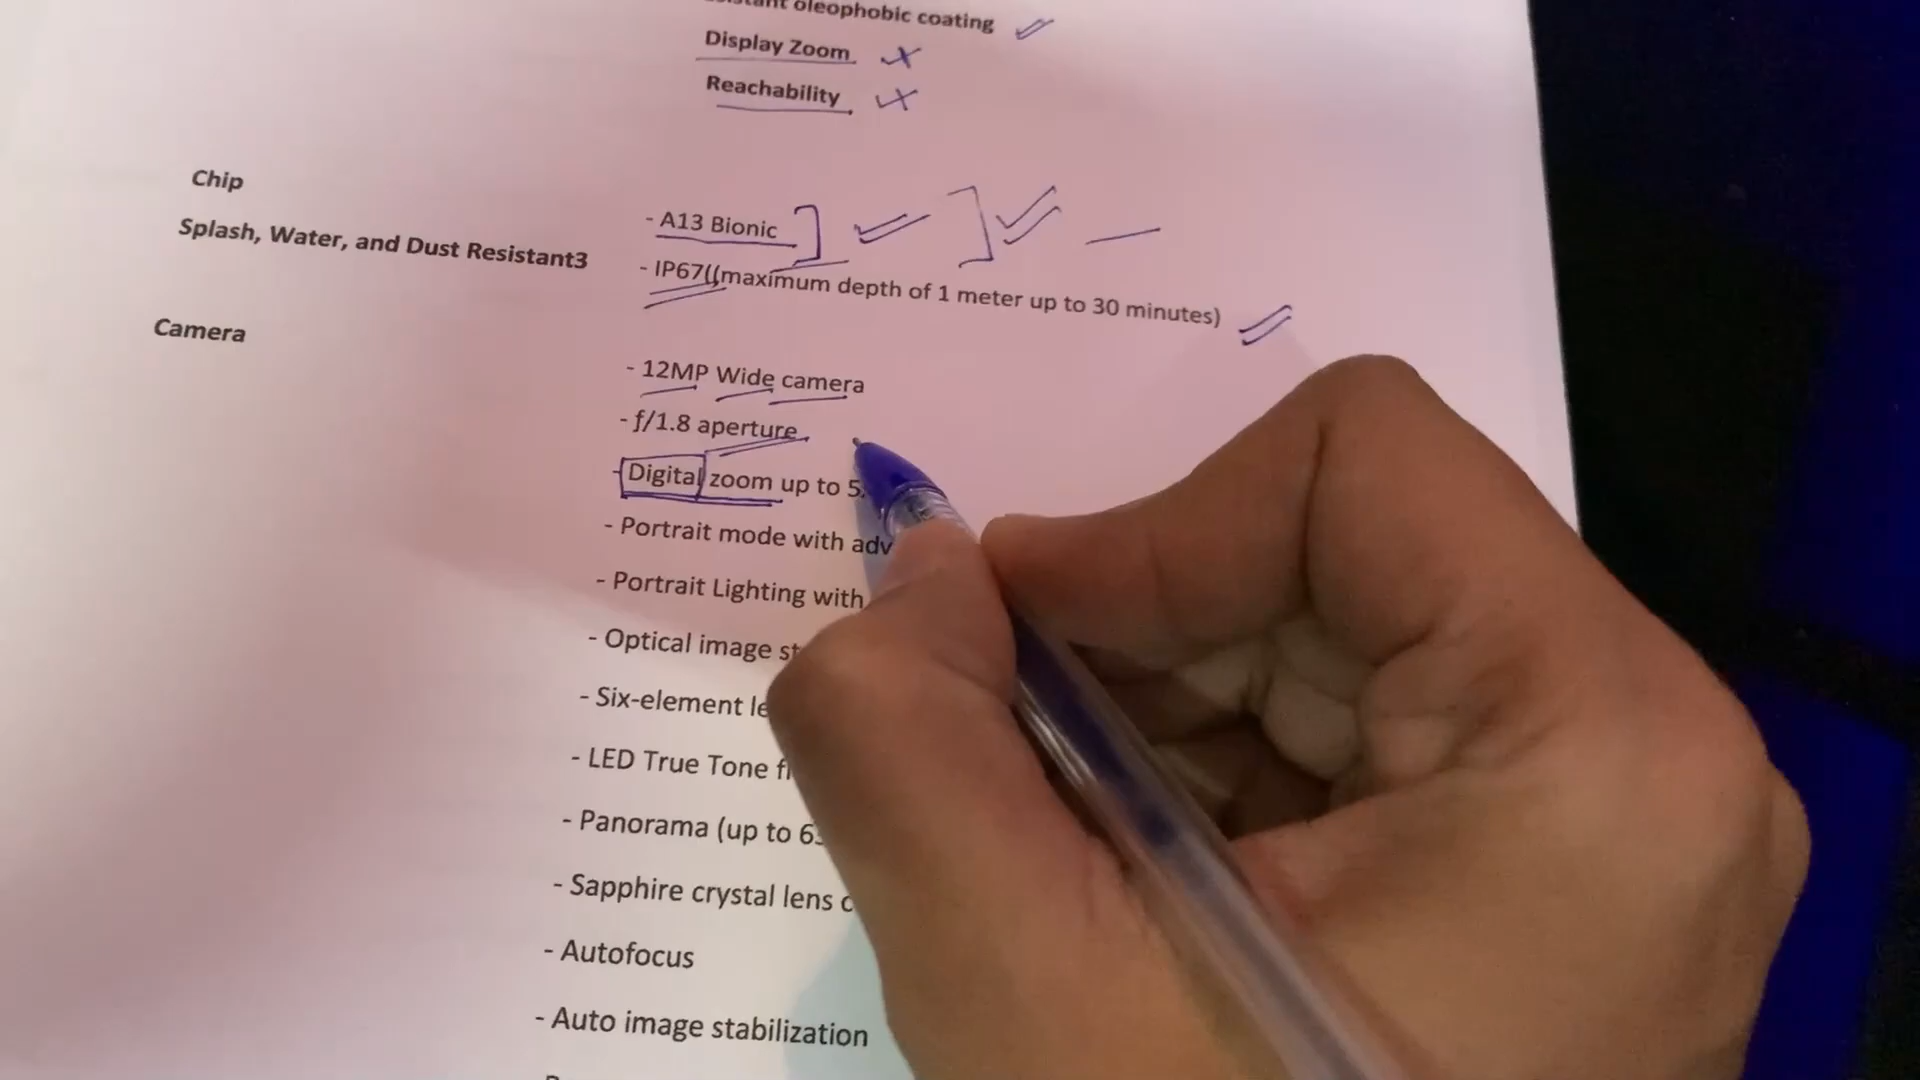 oleophobic coating
Display Zoom
Reachability
Chip
- A13 Bionic
Splash, Water, and Dust Resistant3
- IP67((maximum depth of 1 meter up to 30 minutes)
Camera
- 12MP Wide camera
- ƒ/1.8 aperture
- Digital zoom up to 5
- Portrait mode with
- Portrait Lighting with
- Optical image
- Six-element
- LED True Tone
- Panorama (up to
- Sapphire crystal lens
- Autofocus
- Auto image stabilization